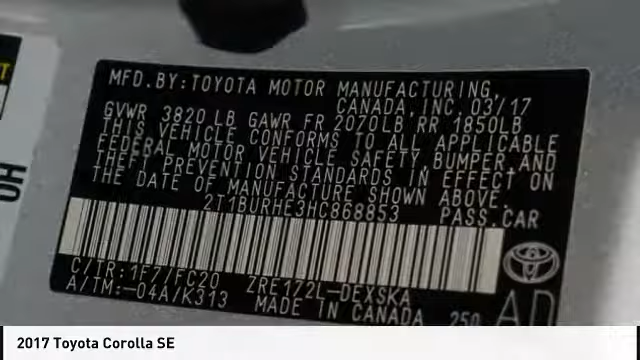 MFD.BY:TOYOTA MOTOR MANUFACTURING,
CANADA,INC. 03/17
GVWR 3820 LB GAWR FR 2070LB RR 1850LB
THIS VEHICLE CONFORMS TO ALL APPLICABLE
FEDERAL MOTOR VEHICLE SAFETY,BUMPER,AND
THEFT PREVENTION STANDARDS IN EFFECT ON
THE DATE OF MANUFACTURE SHOWN ABOVE.
2T1BURHE3HC868853 PASS.CAR
C/TR:1F7/FC20 ZRE172L-DEXSKA
A/TM:-04A/K313 MADE IN CANADA 250 AD
2017 Toyota Corolla SE